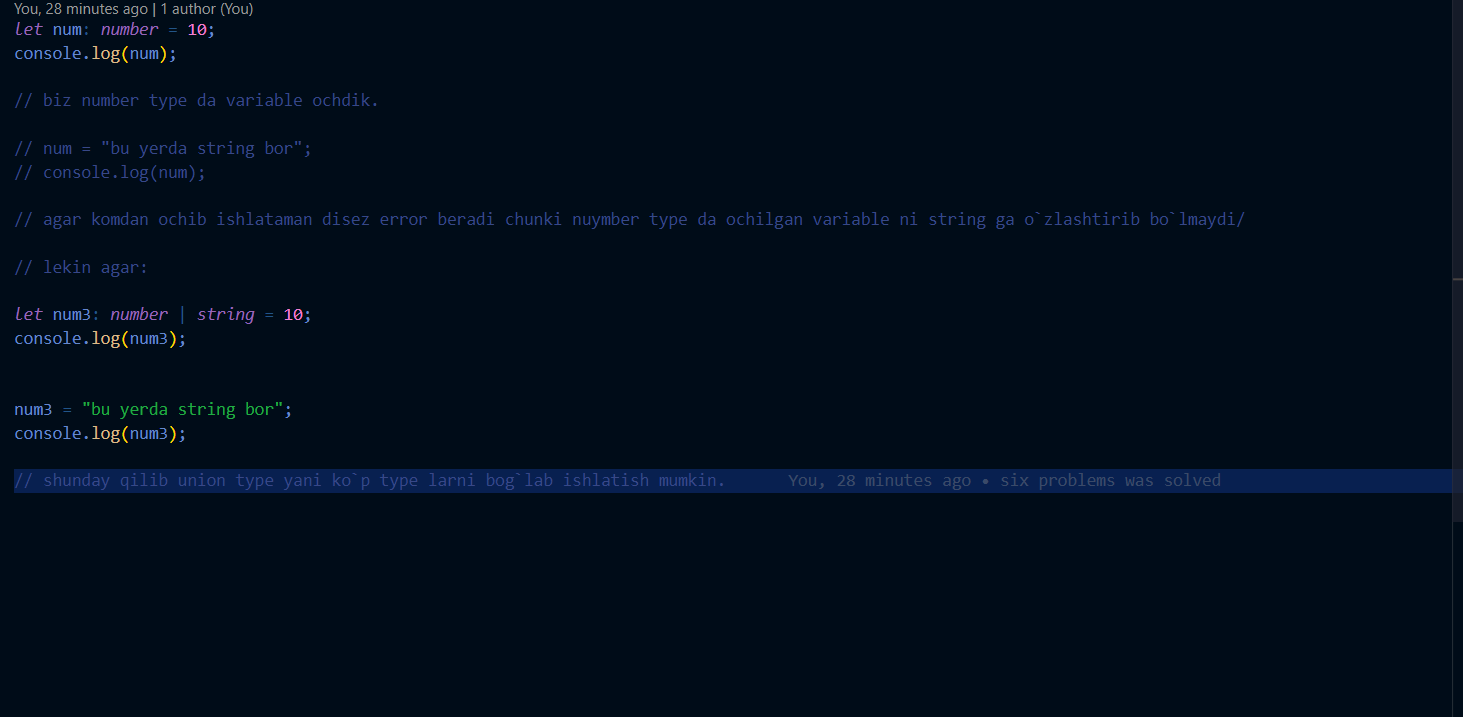 You, 28 minutes ago | 1 author (You)
let num: number = 10;
console.log(num);
// biz number type da variable ochdik.
// num = "bu yerda string bor";
// console.log(num);
// agar komdan ochib ishlataman disez error beradi chunki nuymber type da ochilgan variable ni string ga o`zlashtirib bo`lmaydi/
// lekin agar:
let num3: number | string = 10;
console.log(num3);
num3 = "bu yerda string bor";
console.log(num3);
// shunday qilib union type yani ko`p type larni bog`lab ishlatish mumkin. You, 28 minutes ago • six problems was solved